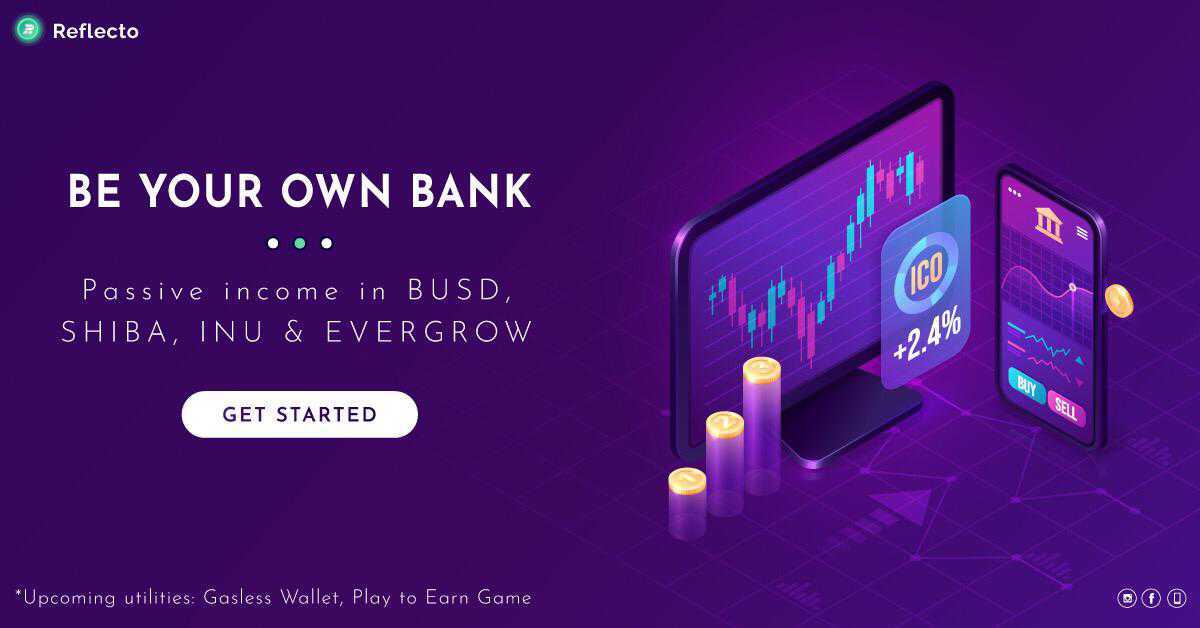 Reflecto
BE YOUR OWN BANK
Passive income in BUSD,
SHIBA, INU & EVERGROW
GET STARTED
ICO
+2.4%
BUY
SELL
*Upcoming utilities: Gasless Wallet, Play to Earn Game